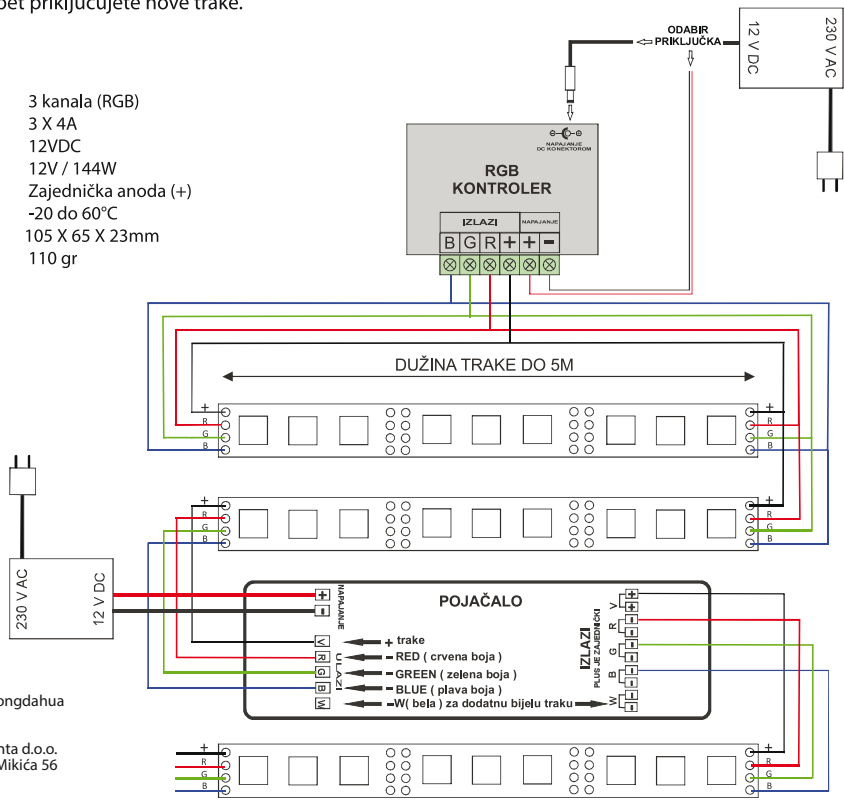 pet priključujete nove trake.
ODABIR
PRIKLJUČKA
12 V DC
230 V AC
3 kanala (RGB)
3 X 4A
12VDC
12V / 144W
Zajednička anoda (+)
-20 do 60°C
105 X 65 X 23mm
110 gr
NAPAJANJE
DC KONEKTOROM
RGB
KONTROLER
IZLAZI NAPAJANJE
B G R + + -
DUŽINA TRAKE DO 5M
+ +
R R
G G
B B
+ +
R R
G G
B B
230 V AC
12 V DC
POJAČALO
+ NAPAJANJE
-
V + trake
R - RED ( crvena boja )
G - GREEN ( zelena boja )
B - BLUE ( plava boja )
W -W( bela ) za dodatnu bijelu traku
ULAZI
IZLAZI
PLUS JE ZAJEDNIČKI
V + +
R - -
G - -
B - -
W - -
ongdahua
nta d.o.o.
Mikića 56
+ +
R R
G G
B B